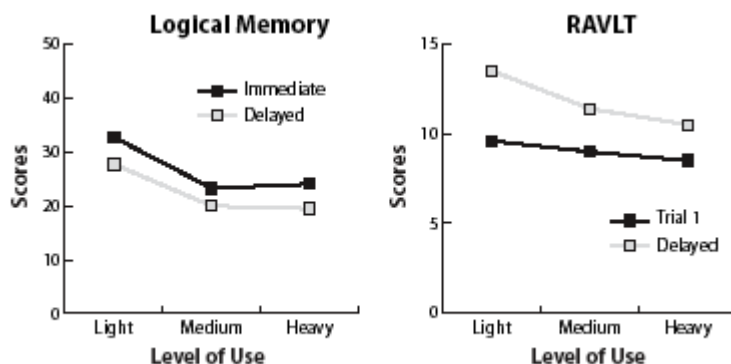 Logical Memory
50
40
30
20
10
0
Scores
Immediate
Delayed
Light Medium Heavy
Level of Use
RAVLT
15
10
5
0
Scores
Trial 1
Delayed
Light Medium Heavy
Level of Use